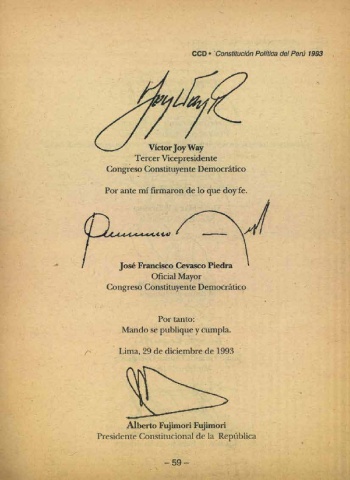 CCD • Constitución Política del Perú 1993
Víctor Joy Way
Tercer Vicepresidente
Congreso Constituyente Democrático
Por ante mí firmaron de lo que doy fe.
José Francisco Cevasco Piedra
Oficial Mayor
Congreso Constituyente Democrático
Por tanto:
Mando se publique y cumpla.
Lima, 29 de diciembre de 1993
Alberto Fujimori Fujimori
Presidente Constitucional de la República
– 59 –